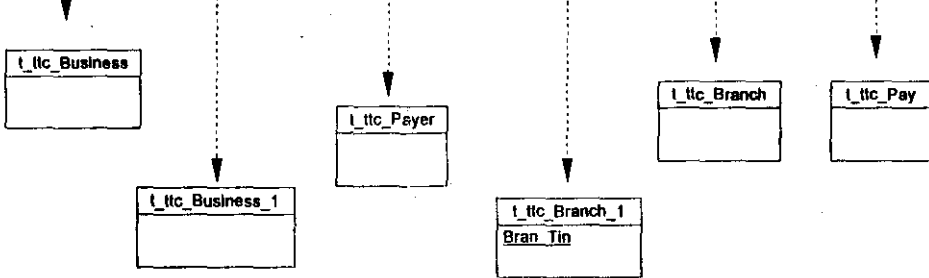 t_ttc_Business
t_ttc_Branch
t_ttc_Pay
t_ttc_Payer
t_ttc_Business_1
t_ttc_Branch_1
Bran_Tin